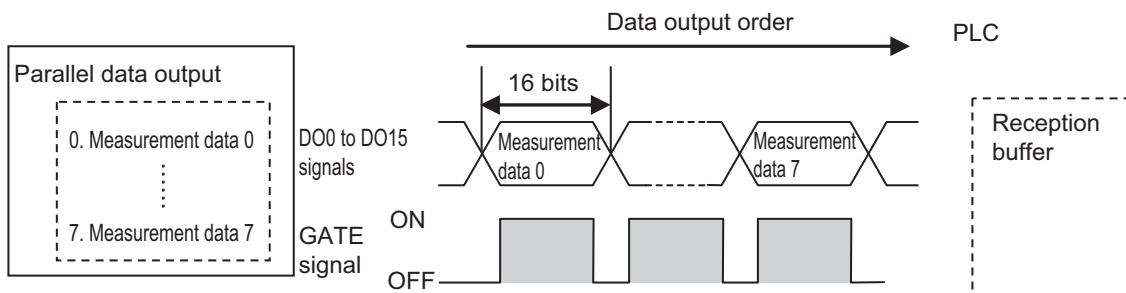 Data output order
PLC
Parallel data output
16 bits
0. Measurement data 0
7. Measurement data 7
DO0 to DO15
signals
Measurement
data 0
Measurement
data 7
Reception
buffer
GATE
signal
ON
OFF